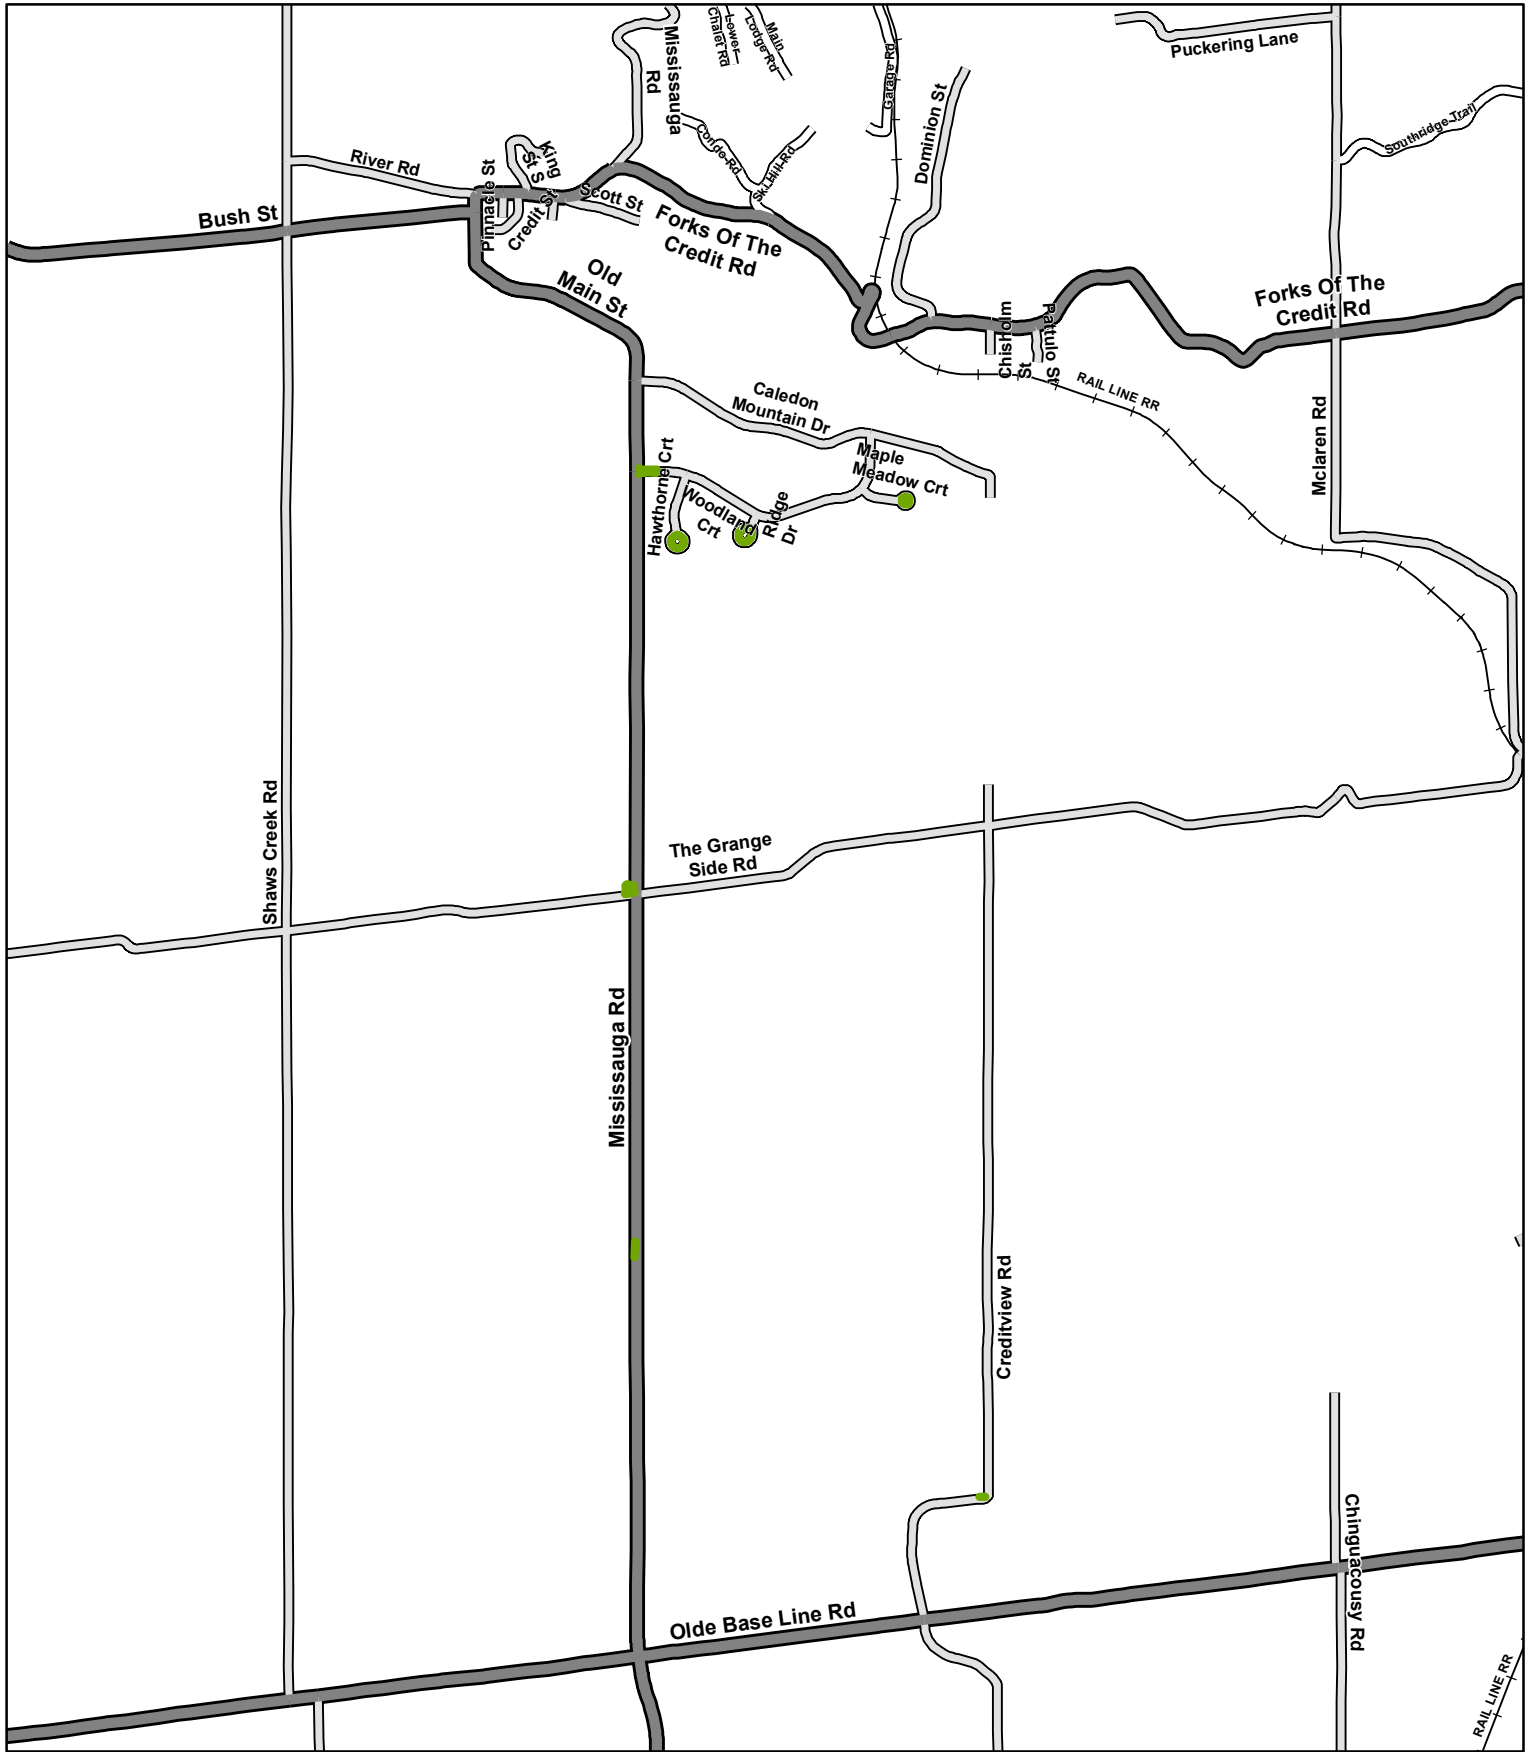 Mississauga
Rd
Lower
Chalet Rd
Main
Lodge Rd
Garage Rd
Puckering Lane
Dominion St
Southridge Trail
Condo Rd
Ski Hill Rd
River Rd
King
St S
Pinnacle St
Credit St
Scott St
Bush St
Forks Of The
Credit Rd
Old
Main St
Forks Of The
Credit Rd
Chisholm
St
Pattulo St
RAIL LINE RR
Caledon
Mountain Dr
Mclaren Rd
Maple
Meadow Crt
Hawthorne Crt
Woodland
Crt
Ridge
Dr
Shaws Creek Rd
The Grange
Side Rd
Mississauga Rd
Creditview Rd
Chinguacousy Rd
Olde Base Line Rd
RAIL LINE RR